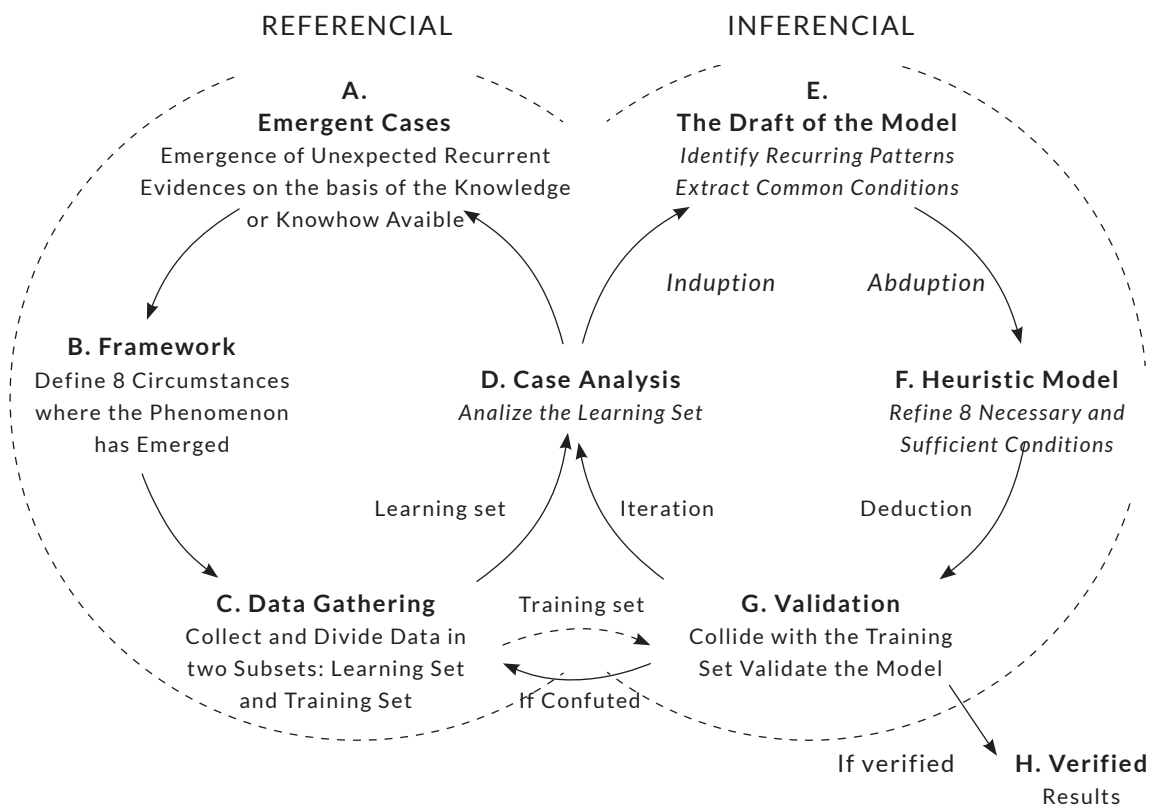 REFERENCIAL
INFERENCIAL
A.
Emergent Cases
Emergence of Unexpected Recurrent
Evidences on the basis of the Knowledge
or Knowhow Avaible
E.
The Draft of the Model
Identify Recurring Patterns
Extract Common Conditions
Induption
Abduption
B. Framework
Define 8 Circumstances
where the Phenomenon
has Emerged
D. Case Analysis
Analize the Learning Set
F. Heuristic Model
Refine 8 Necessary and
Sufficient Conditions
Learning set
Iteration
Deduction
C. Data Gathering
Collect and Divide Data in
two Subsets: Learning Set
and Training Set
Training set
If Confuted
G. Validation
Collide with the Training
Set Validate the Model
If verified
H. Verified
Results